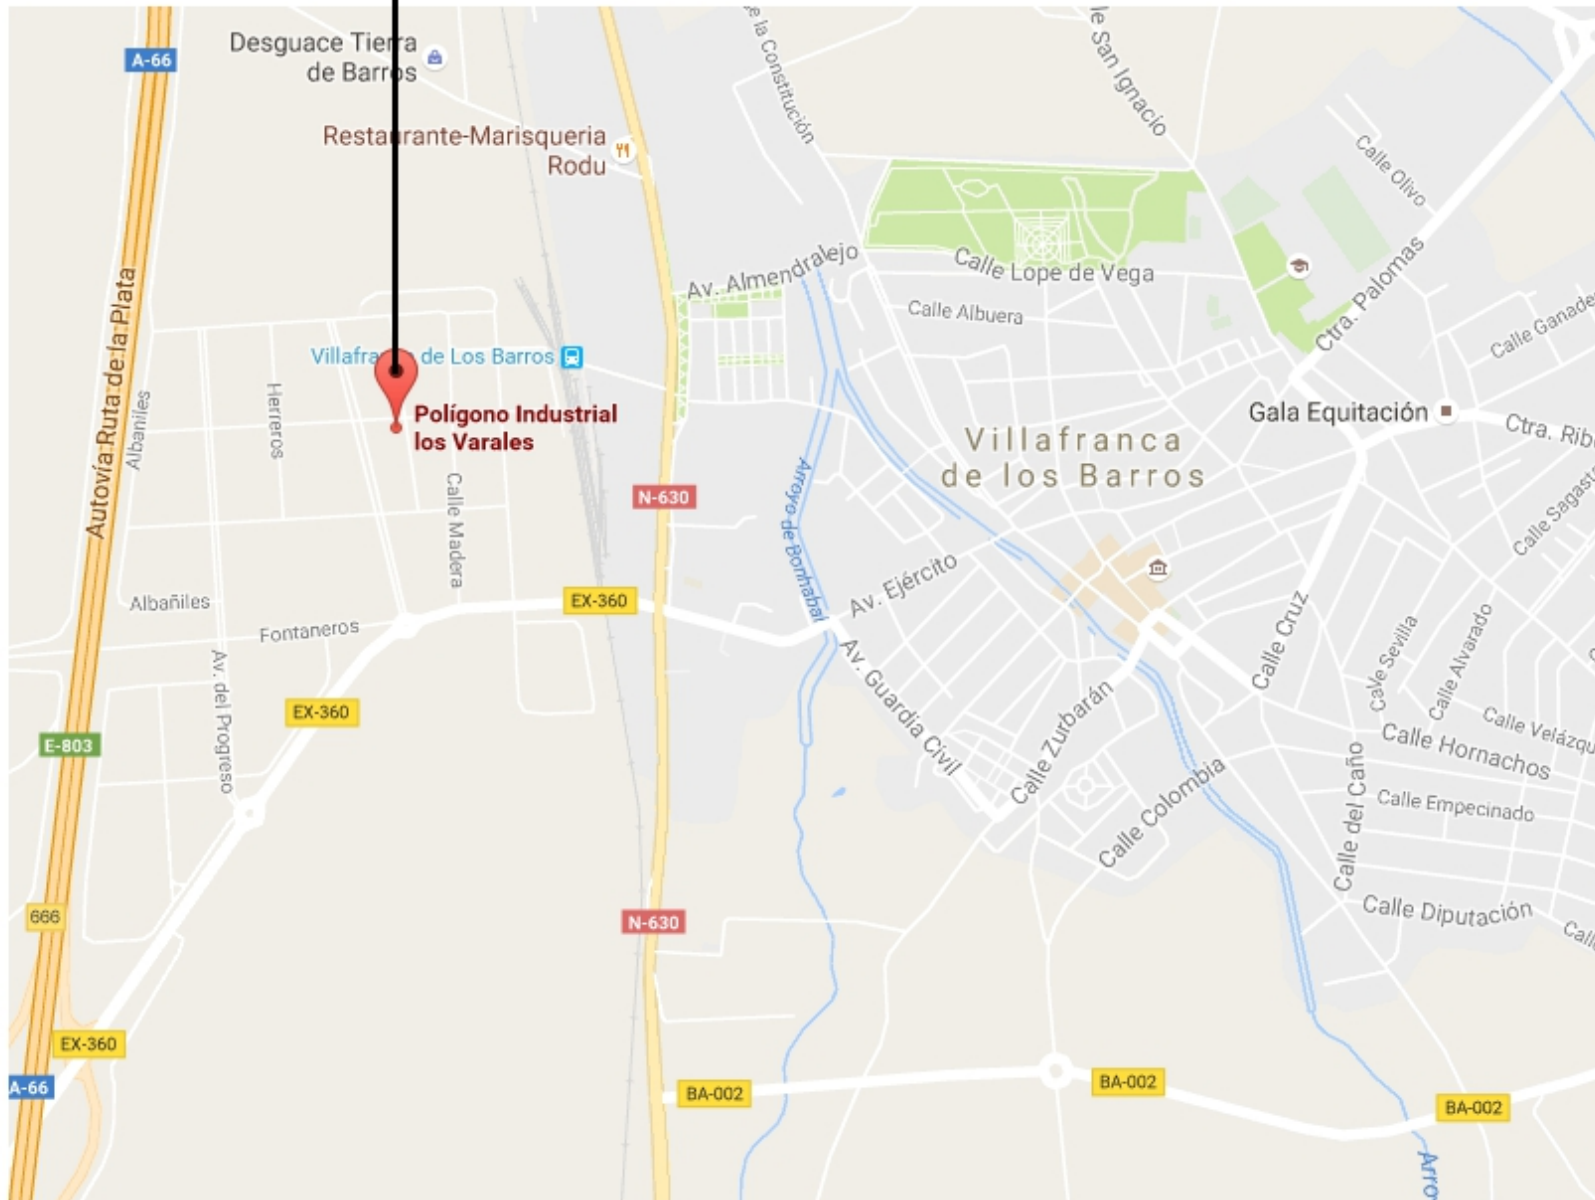 A-66
Desguace Tierra
de Barros
Restaurante-Marisqueria
Rodu
de la Constitución
San Ignacio
Calle Olivo
Ctra. Palomas
Calle Ganade
Av. Almendralejo
Calle Lope de Vega
Calle Albuera
Autovía Ruta de la Plata
Albañiles
Herreros
Villafranca de Los Barros
Polígono Industrial
los Varales
Calle Madera
N-630
Villafranca
de los Barros
Gala Equitación
Ctra. Rib
Calle Sagast
Arroyo de Bonhabal
Av. Ejército
EX-360
Albañiles
Fontaneros
Av. del Progreso
EX-360
E-803
Av. Guardia Civil
Calle Zurbarán
Calle Colombia
Calle Cruz
Calle Sevilla
Calle Alvarado
Calle Velázqu
Calle Hornachos
Calle Empecinado
Calle del Caño
Calle Diputación
Calle
666
N-630
EX-360
A-66
BA-002
BA-002
BA-002
Arro